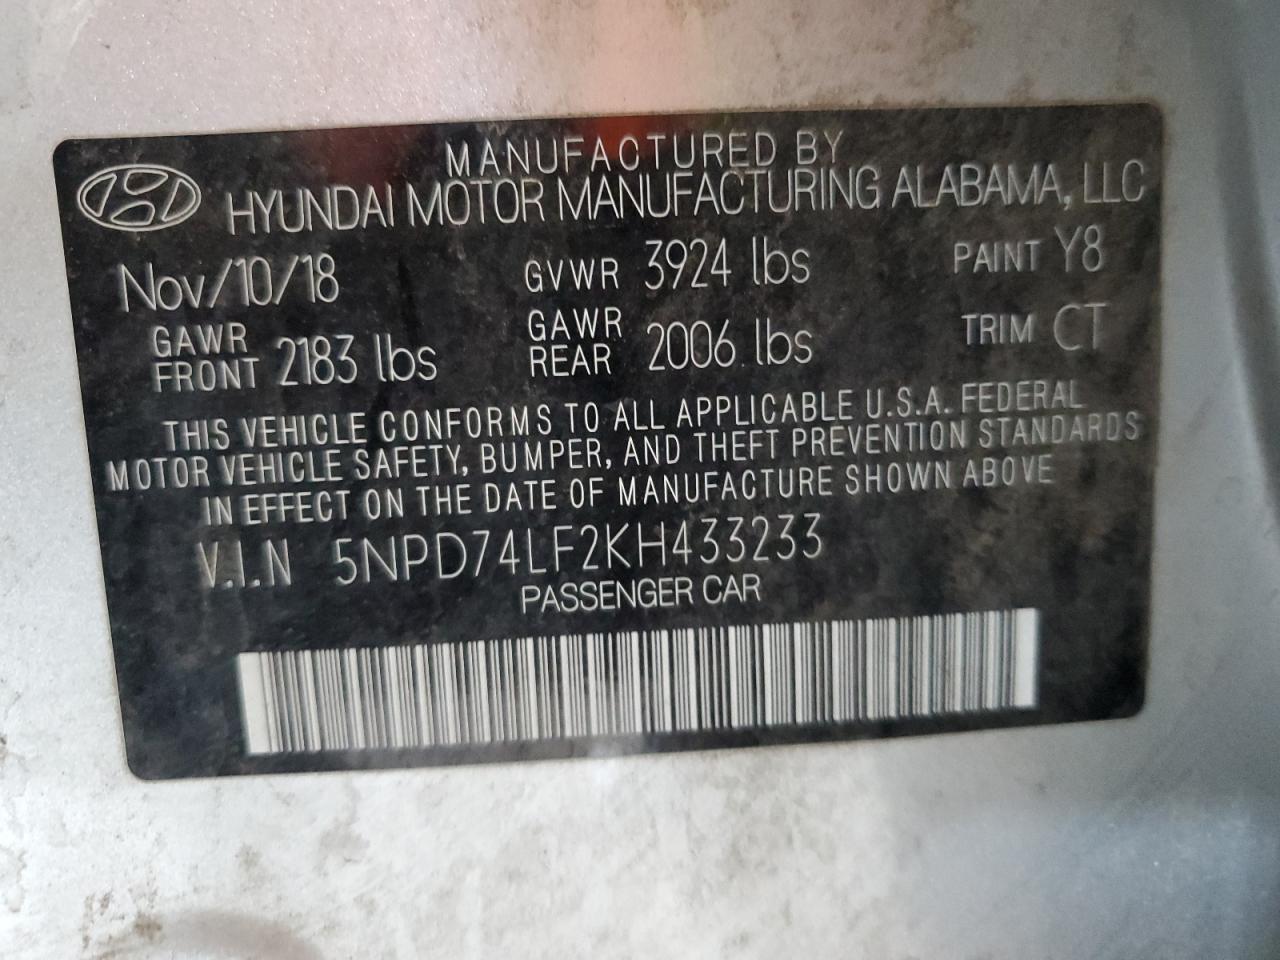 MANUFACTURED BY
HYUNDAI MOTOR MANUFACTURING ALABAMA, LLC
Nov/10/18 GVWR 3924 lbs PAINT Y8
GAWR FRONT 2183 lbs GAWR REAR 2006 lbs TRIM CT
THIS VEHICLE CONFORMS TO ALL APPLICABLE U.S.A. FEDERAL
MOTOR VEHICLE SAFETY, BUMPER, AND THEFT PREVENTION STANDARDS
IN EFFECT ON THE DATE OF MANUFACTURE SHOWN ABOVE
V.I.N 5NPD74LF2KH433233
PASSENGER CAR